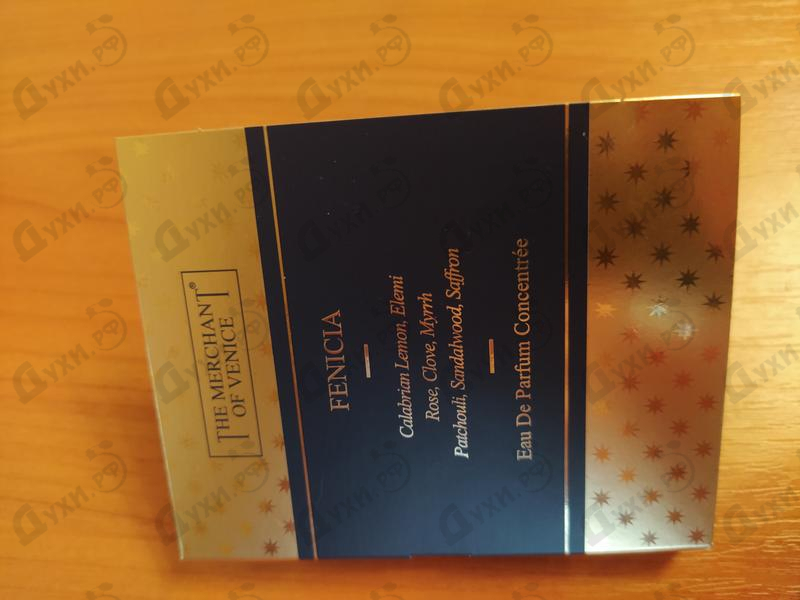 THE MERCHANT®
OF VENICE
FENICIA
Calabrian Lemon, Elemi
Rose, Clove, Myrrh
Patchouli, Sandalwood, Saffron
Eau De Parfum Concentrée
Духи.рф